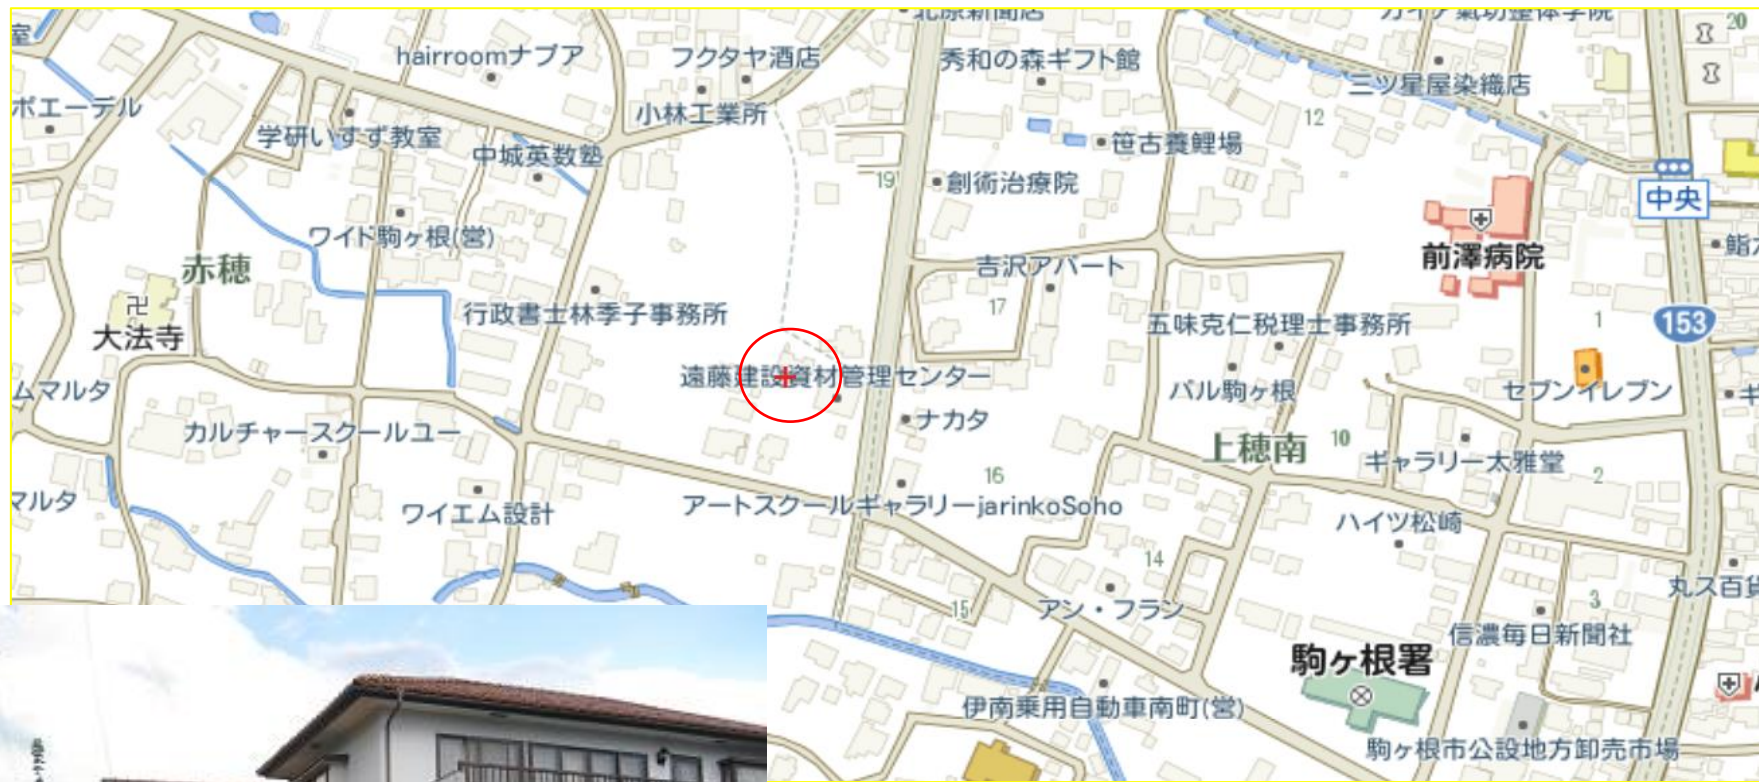 北原新聞店
20
室
hairroomナブア
フクタヤ酒店
秀和の森ギフト館
三ツ星屋染織店
ポエーデル
小林工業所
12
学研いすず教室
中城英数塾
笹古養鯉場
19
創術治療院
中央
ワイド駒ヶ根(営)
前澤病院
赤穂
吉沢アパート
卍
大法寺
行政書士林季子事務所
17
五味克仁税理士事務所
1
153
遠藤建設資材管理センター
ムマルタ
バル駒ヶ根
セブンイレブン
カルチャースクールユー
ナカタ
上穂南
10
ギャラリー太雅堂
2
16
マルタ
ワイエム設計
アートスクールギャラリーjarinkoSoho
ハイツ松崎
14
丸ス百貨
15
アン・フラン
3
信濃毎日新聞社
駒ヶ根署
伊南乗用自動車南町(営)
駒ヶ根市公設地方卸売市場